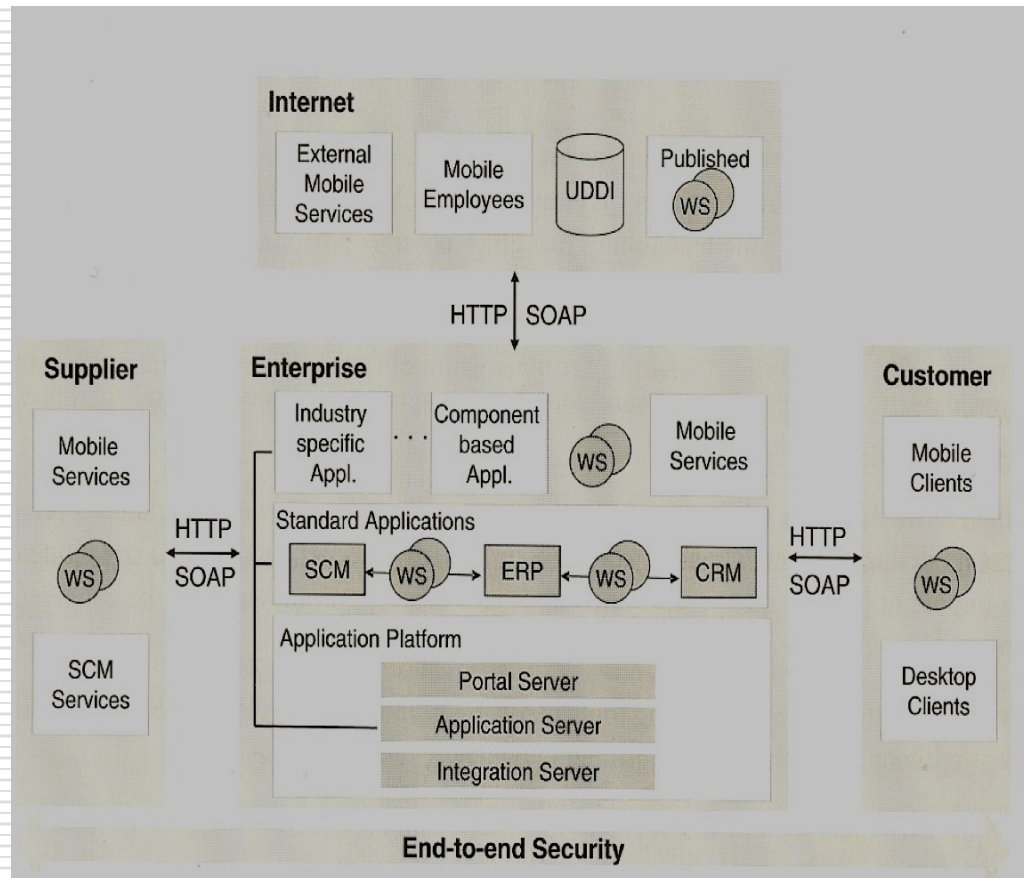 Internet
External
Mobile
Services
Mobile
Employees
UDDI
Published
WS
HTTP SOAP
Supplier
Mobile
Services
WS
SCM
Services
HTTP
SOAP
Enterprise
Industry
specific
Appl.
. . .
Component
based
Appl.
WS
Mobile
Services
Standard Applications
SCM WS ERP WS CRM
Application Platform
Portal Server
Application Server
Integration Server
HTTP
SOAP
Customer
Mobile
Clients
WS
Desktop
Clients
End-to-end Security